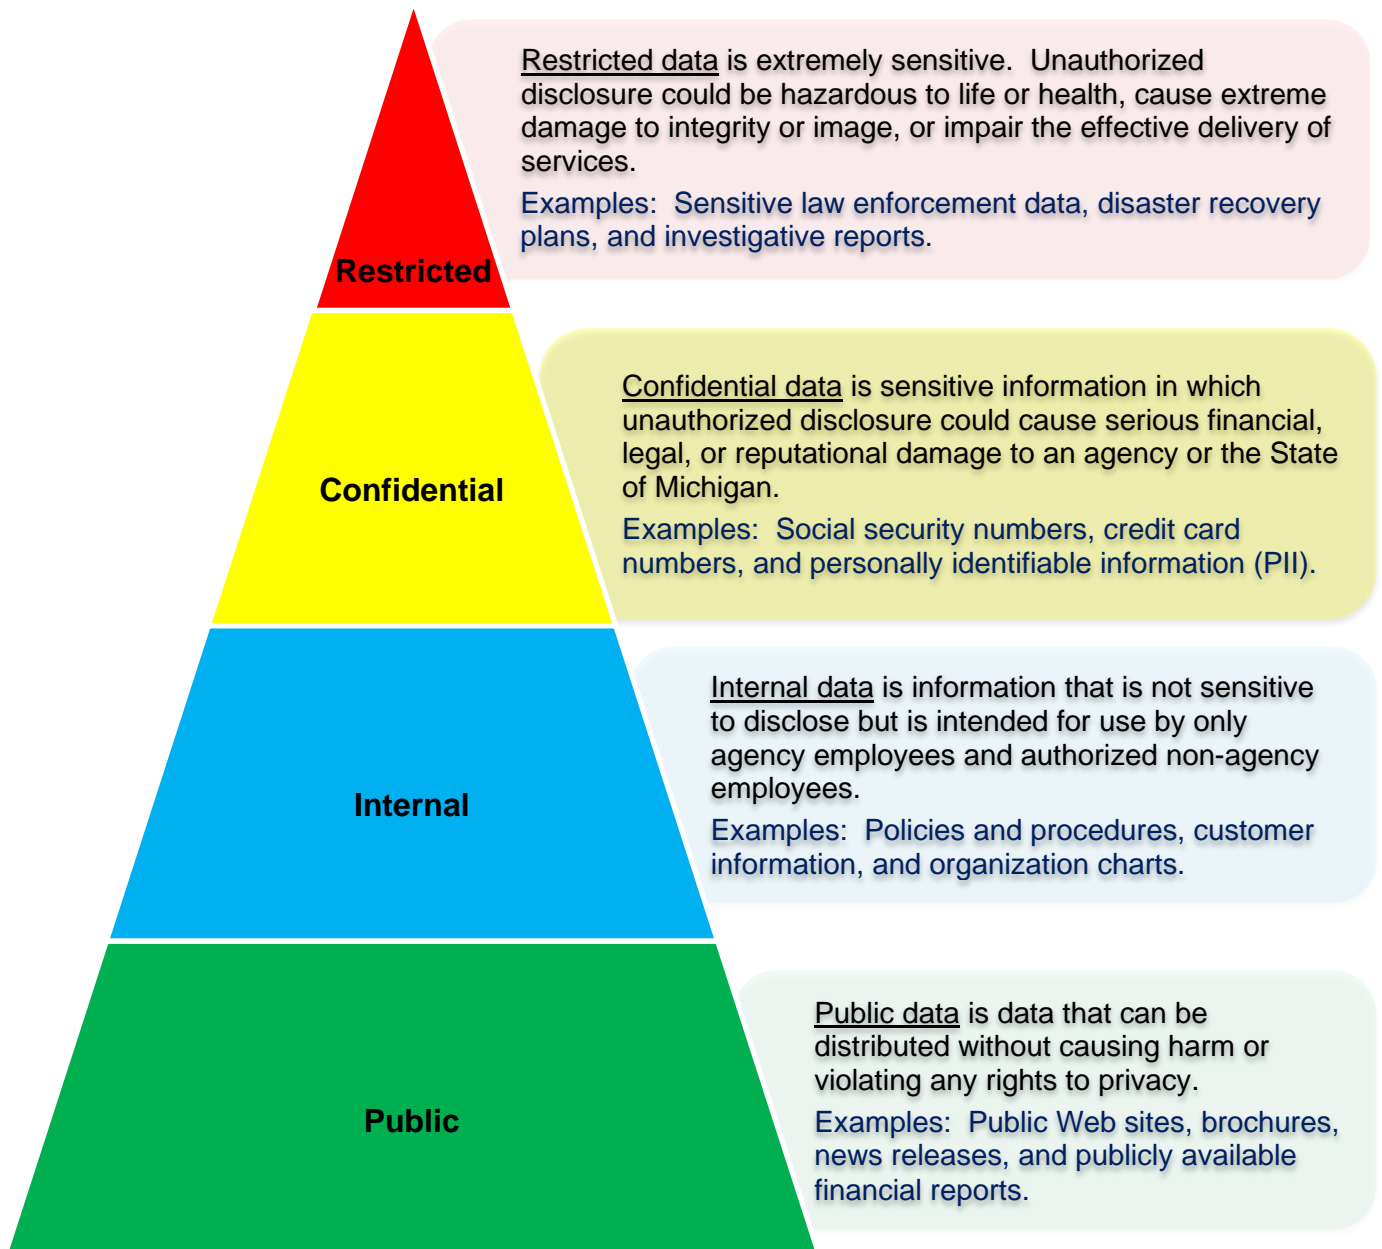 Restricted data is extremely sensitive.  Unauthorized
disclosure could be hazardous to life or health, cause extreme
damage to integrity or image, or impair the effective delivery of
services.
Examples:  Sensitive law enforcement data, disaster recovery
plans, and investigative reports.
Restricted
Confidential data is sensitive information in which
unauthorized disclosure could cause serious financial,
legal, or reputational damage to an agency or the State
of Michigan.
Examples:  Social security numbers, credit card
numbers, and personally identifiable information (PII).
Confidential
Internal data is information that is not sensitive
to disclose but is intended for use by only
agency employees and authorized non-agency
employees.
Examples:  Policies and procedures, customer
information, and organization charts.
Internal
Public data is data that can be
distributed without causing harm or
violating any rights to privacy.
Examples:  Public Web sites, brochures,
news releases, and publicly available
financial reports.
Public